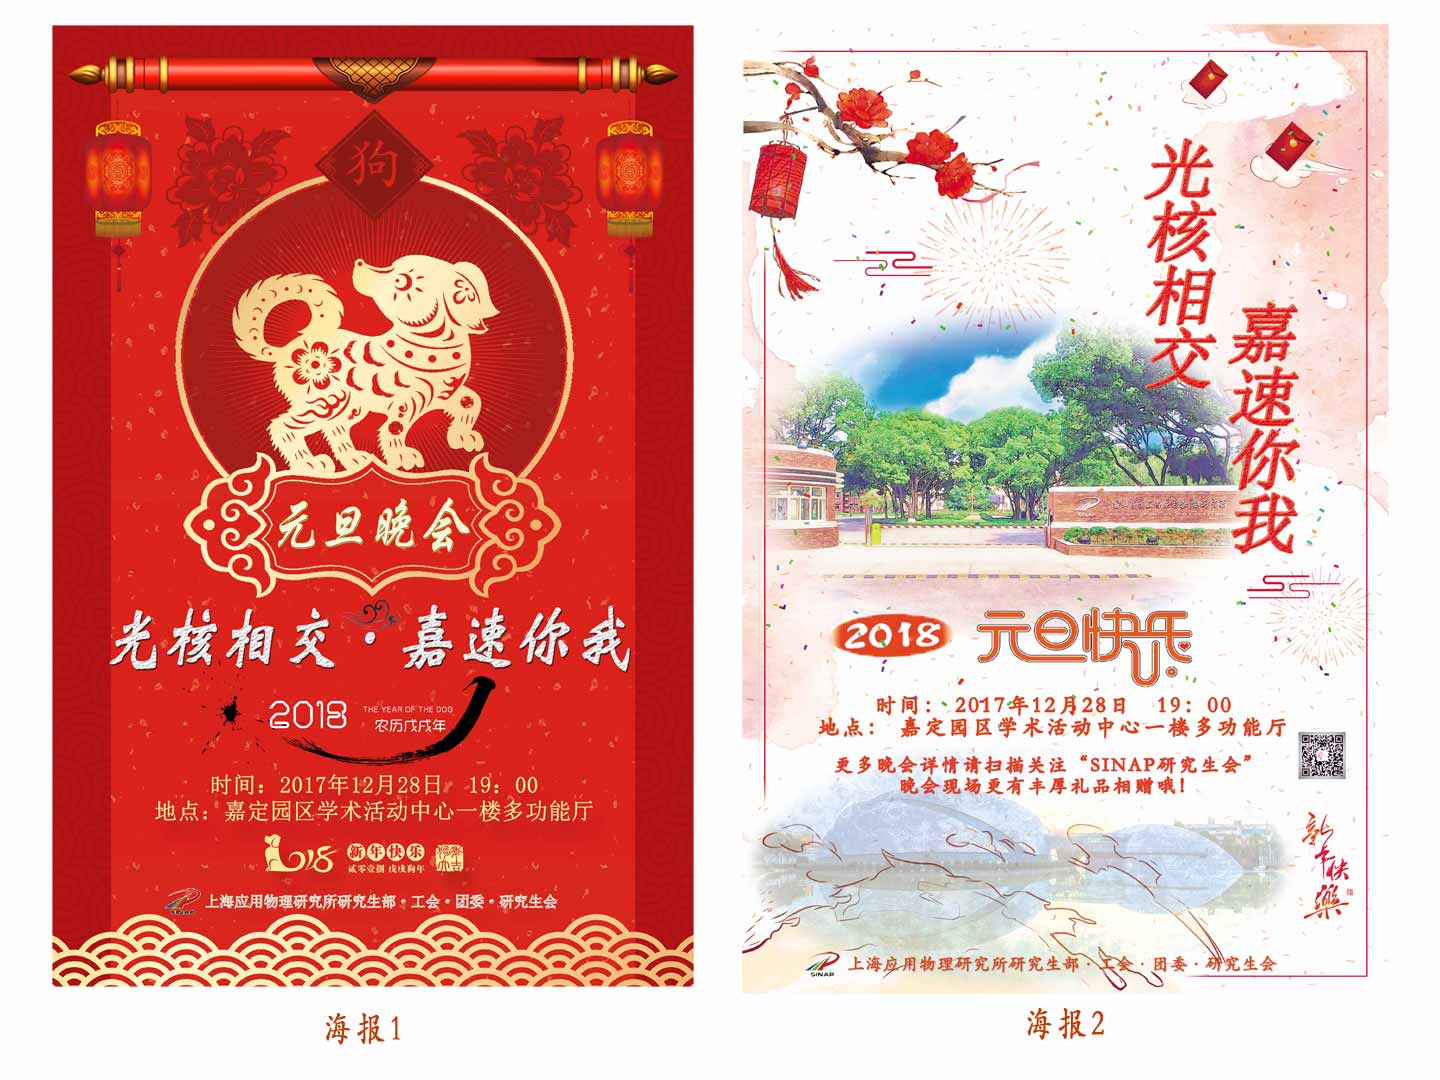 狗
元旦晚会
光核相交·嘉速你我
2018
THE YEAR OF THE DOG
农历戊戌年
时间：2017年12月28日 19：00
地点：嘉定园区学术活动中心一楼多功能厅
2018
新年快乐
贰零壹捌 戊戌狗年
SINAP
上海应用物理研究所研究生部·工会·团委·研究生会
海报1
光核相交
嘉速你我
2018
元旦快乐
时间： 2017年12月28日 19：00
地点： 嘉定园区学术活动中心一楼多功能厅
更多晚会详情请扫描关注“SINAP研究生会”
晚会现场更有丰厚礼品相赠哦！
新年快樂
SINAP
上海应用物理研究所研究生部·工会·团委·研究生会
海报2